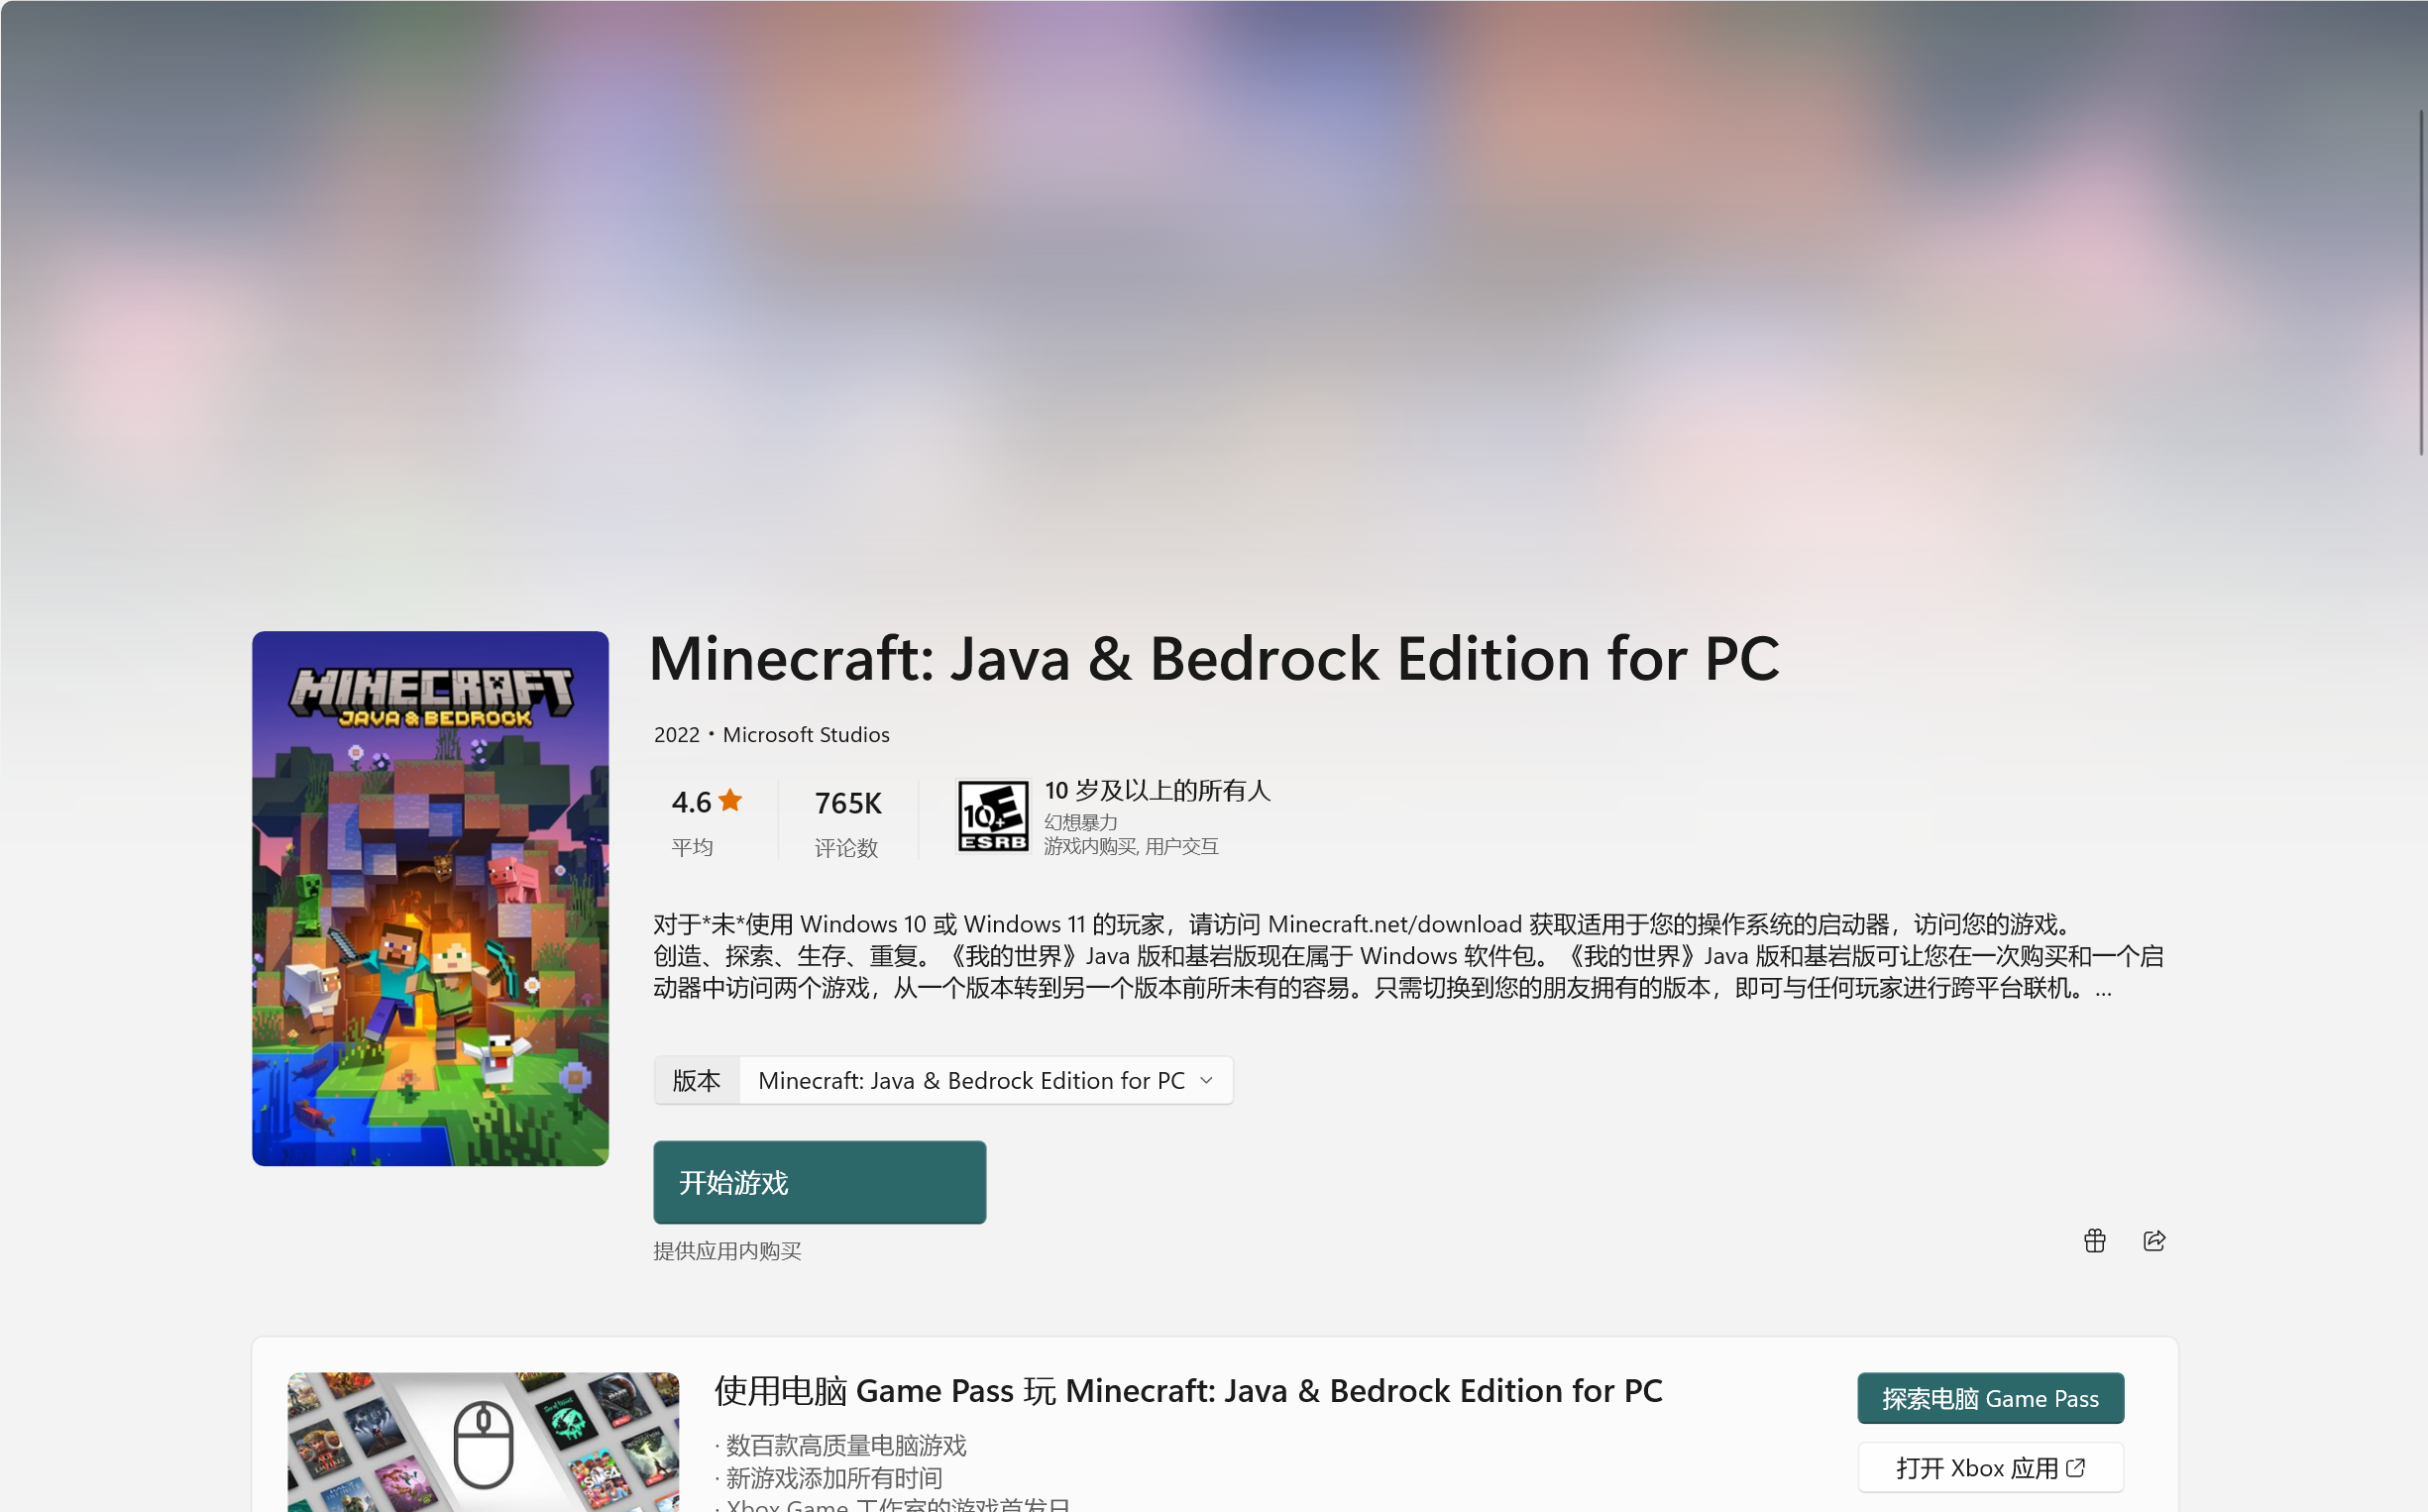 MINECRAFT
JAVA & BEDROCK
Minecraft: Java & Bedrock Edition for PC
2022 • Microsoft Studios
4.6
平均
765K
评论数
10+
ESRB
10 岁及以上的所有人
幻想暴力
游戏内购买, 用户交互
对于*未*使用 Windows 10 或 Windows 11 的玩家，请访问 Minecraft.net/download 获取适用于您的操作系统的启动器，访问您的游戏。
创造、探索、生存、重复。《我的世界》Java 版和基岩版现在属于 Windows 软件包。《我的世界》Java 版和基岩版可让您在一次购买和一个启
动器中访问两个游戏，从一个版本转到另一个版本前所未有的容易。只需切换到您的朋友拥有的版本，即可与任何玩家进行跨平台联机。...
版本
Minecraft: Java & Bedrock Edition for PC
开始游戏
提供应用内购买
使用电脑 Game Pass 玩 Minecraft: Java & Bedrock Edition for PC
· 数百款高质量电脑游戏
· 新游戏添加所有时间
· Xbox Game 工作室的游戏首发日
探索电脑 Game Pass
打开 Xbox 应用